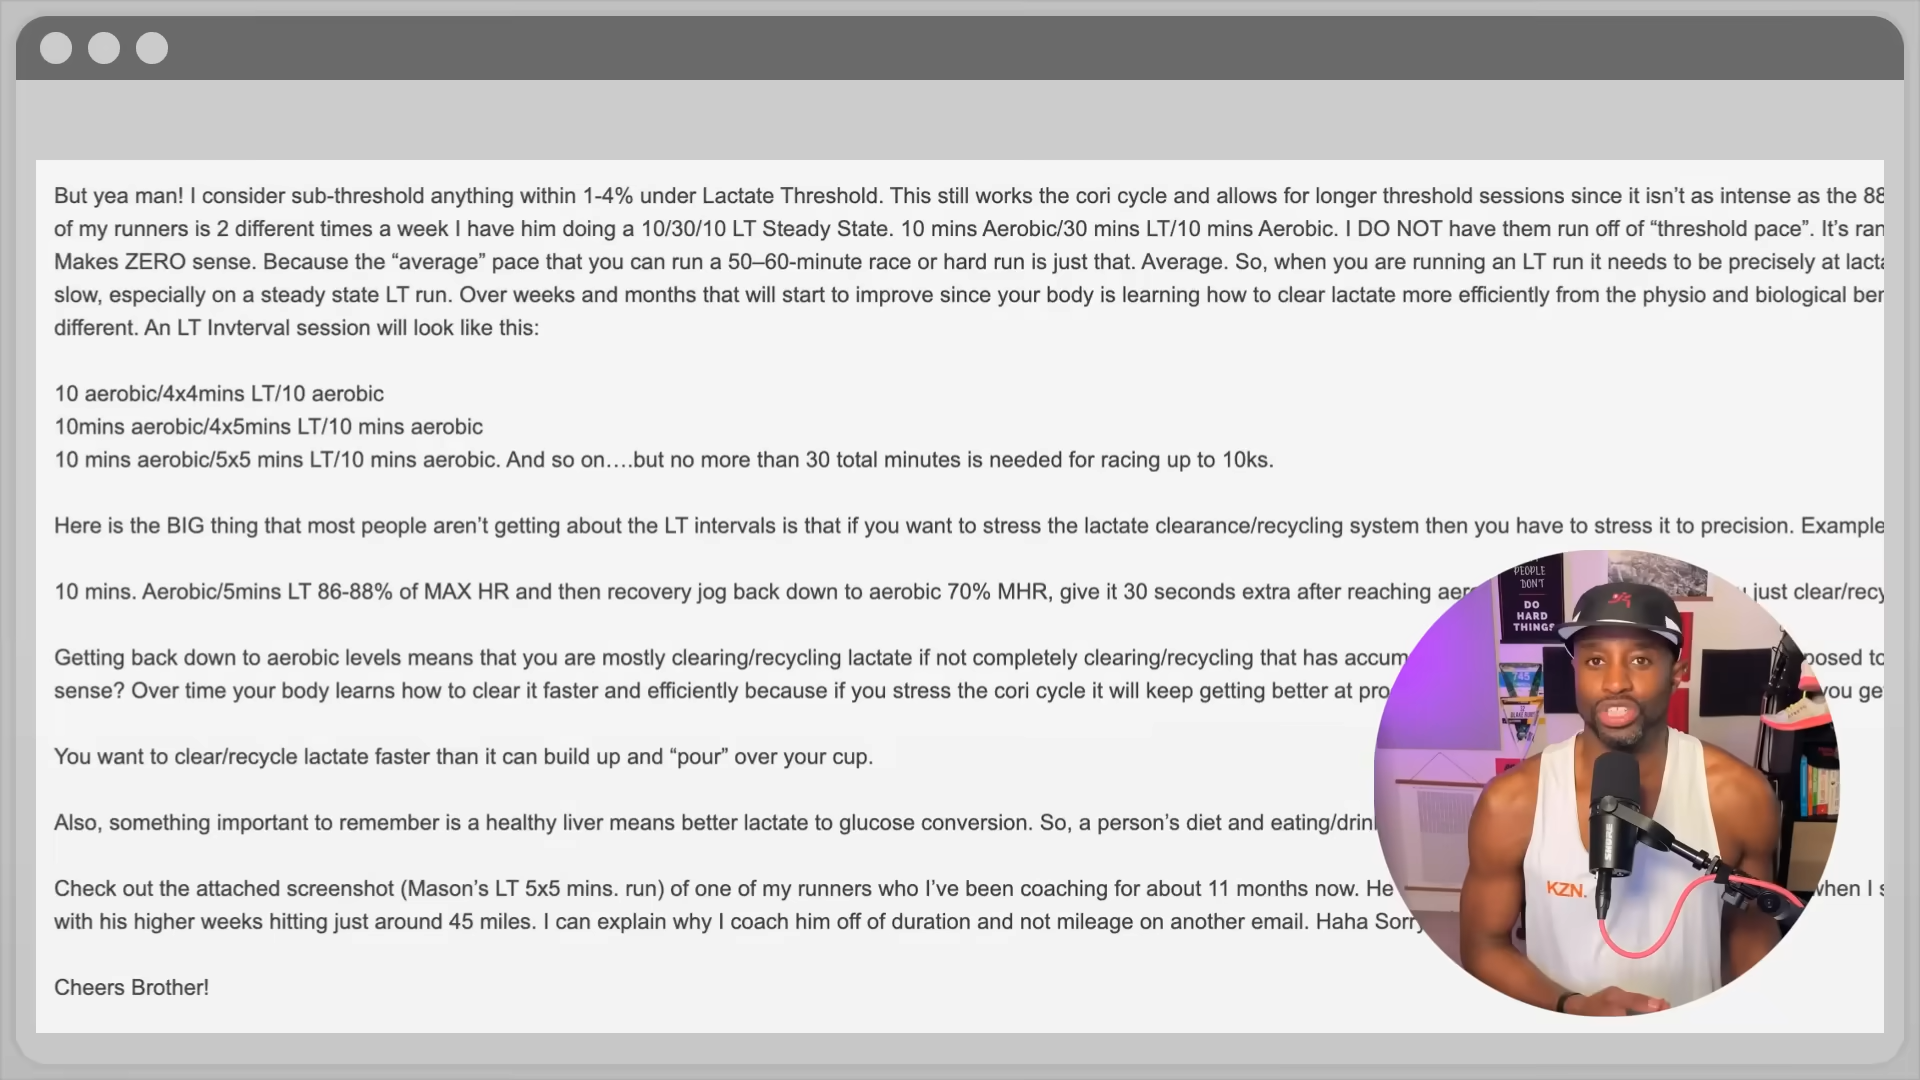 But yea man! I consider sub-threshold anything within 1-4% under Lactate Threshold. This still works the cori cycle and allows for longer threshold sessions since it isn’t as intense as the 88
of my runners is 2 different times a week I have him doing a 10/30/10 LT Steady State. 10 mins Aerobic/30 mins LT/10 mins Aerobic. I DO NOT have them run off of “threshold pace”. It’s ran
Makes ZERO sense. Because the “average” pace that you can run a 50–60-minute race or hard run is just that. Average. So, when you are running an LT run it needs to be precisely at lacta
slow, especially on a steady state LT run. Over weeks and months that will start to improve since your body is learning how to clear lactate more efficiently from the physio and biological ber
different. An LT Invterval session will look like this:
10 aerobic/4x4mins LT/10 aerobic
10mins aerobic/4x5mins LT/10 mins aerobic
10 mins aerobic/5x5 mins LT/10 mins aerobic. And so on….but no more than 30 total minutes is needed for racing up to 10ks.
Here is the BIG thing that most people aren’t getting about the LT intervals is that if you want to stress the lactate clearance/recycling system then you have to stress it to precision. Example
10 mins. Aerobic/5mins LT 86-88% of MAX HR and then recovery jog back down to aerobic 70% MHR, give it 30 seconds extra after reaching aer just clear/recy
Getting back down to aerobic levels means that you are mostly clearing/recycling lactate if not completely clearing/recycling that has accum posed to
sense? Over time your body learns how to clear it faster and efficiently because if you stress the cori cycle it will keep getting better at pro you ge
You want to clear/recycle lactate faster than it can build up and “pour” over your cup.
Also, something important to remember is a healthy liver means better lactate to glucose conversion. So, a person’s diet and eating/drin
Check out the attached screenshot (Mason’s LT 5x5 mins. run) of one of my runners who I’ve been coaching for about 11 months now. He when I s
with his higher weeks hitting just around 45 miles. I can explain why I coach him off of duration and not mileage on another email. Haha Sorry
Cheers Brother!
PEOPLE
DON'T
DO
HARD
THINGS
745
SHURE
KZN.